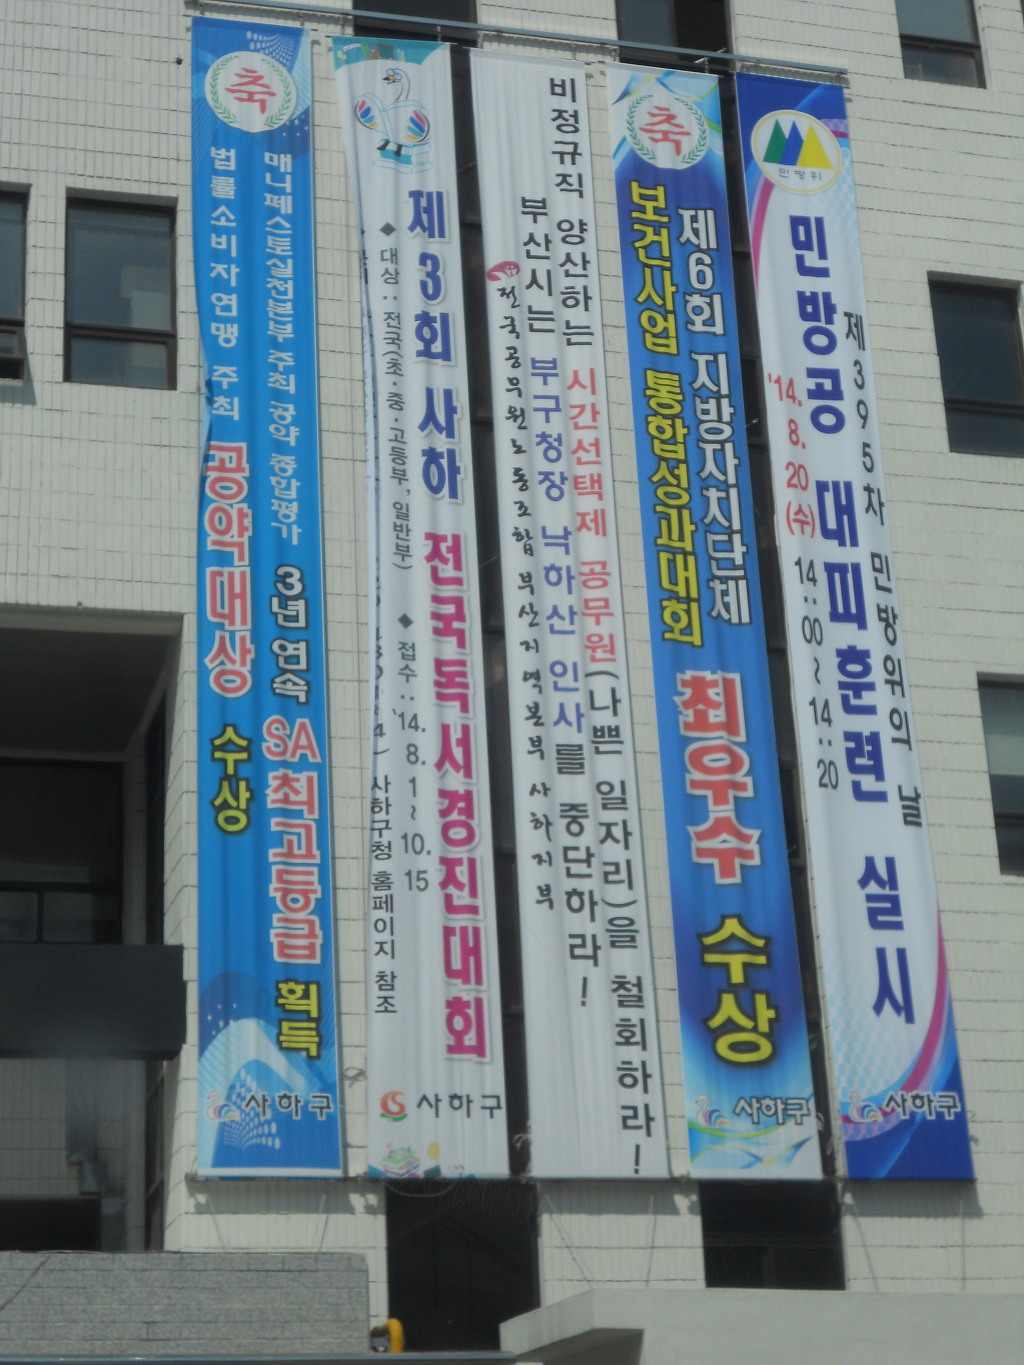 축
매니페스토실천본부 주최 공약 종합평가 3년 연속 SA 최고등급 획득
법률소비자연맹 주최 공약대상 수상
사하구
제3회 사하 전국독서경진대회
◆ 대상 : 전국(초·중·고등부, 일반부) ◆ 접수 : '14. 8. 1 ~ 10. 15
사하구청 홈페이지 참조
사하구
비정규직 양산하는 시간선택제 공무원(나쁜 일자리)을 철회하라!
부산시는 부구청장 낙하산 인사를 중단하라!
전국공무원노동조합 부산지역본부 사하지부
축
제6회 지방자치단체
보건사업 통합성과대회 최우수 수상
사하구
민방위
제395차 민방위의 날
민방공 대피훈련 실시
'14. 8. 20(수) 14:00~14:20
사하구